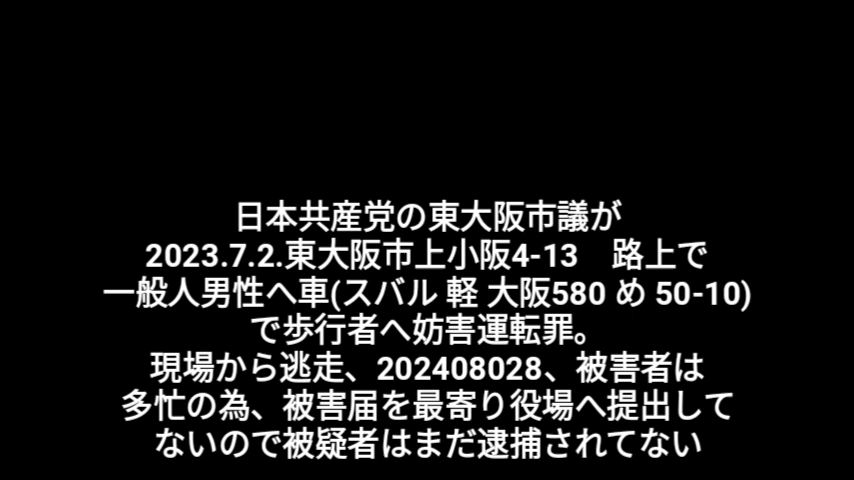 日本共産党の東大阪市議が
2023.7.2.東大阪市上小阪4-13　路上で
一般人男性へ車(スバル 軽 大阪580 め 50-10)
で歩行者へ妨害運転罪。
現場から逃走、202408028、被害者は
多忙の為、被害届を最寄り役場へ提出して
ないので被疑者はまだ逮捕されてない